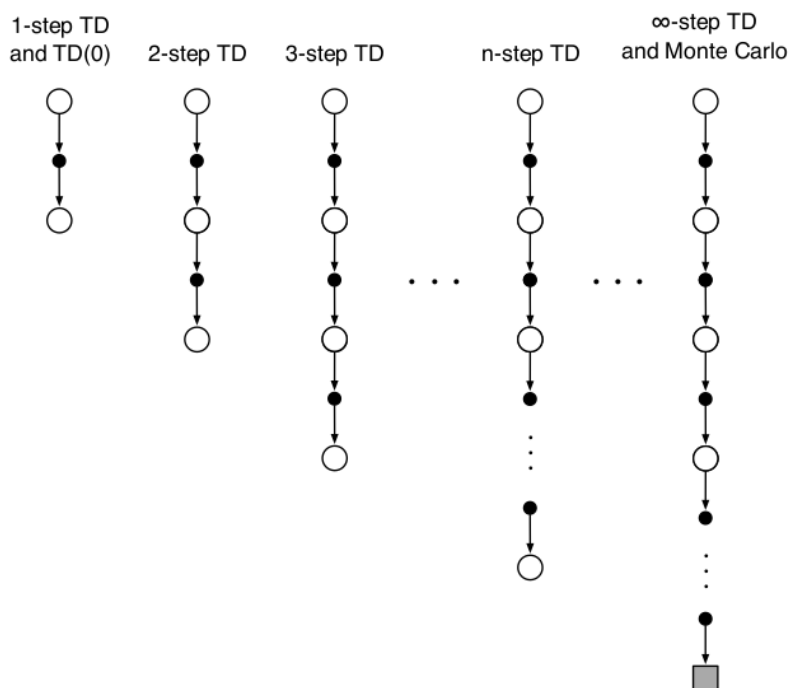 1-step TD
and TD(0)
2-step TD
3-step TD
n-step TD
∞-step TD
and Monte Carlo